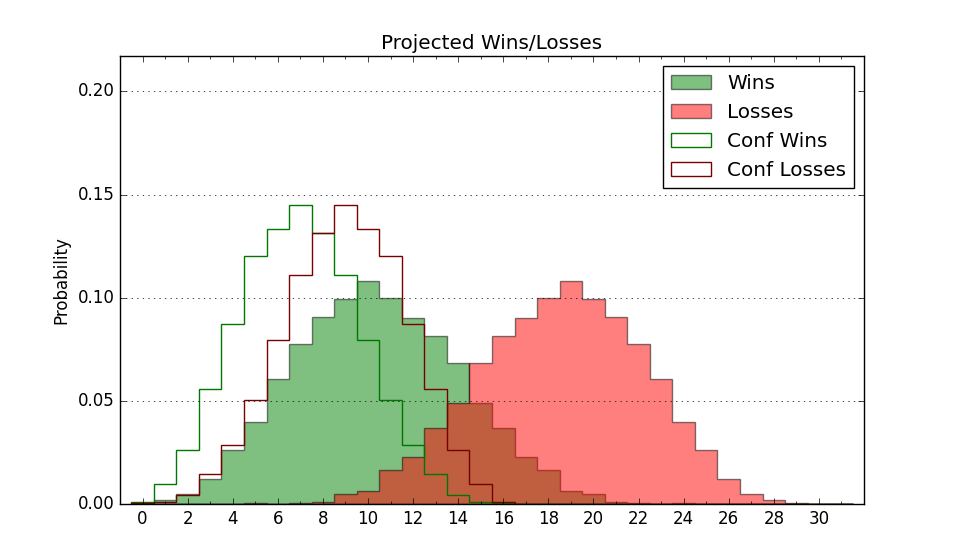 Projected Wins/Losses
Probability
0.20
0.15
0.10
0.05
0.00
0 2 4 6 8 10 12 14 16 18 20 22 24 26 28 30
Wins
Losses
Conf Wins
Conf Losses